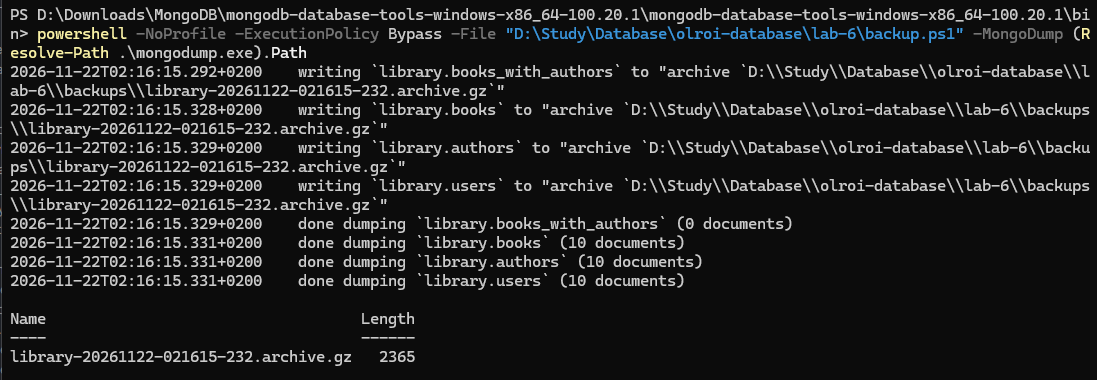 PS D:\Downloads\MongoDB\mongodb-database-tools-windows-x86_64-100.20.1\mongodb-database-tools-windows-x86_64-100.20.1\bi
n> powershell -NoProfile -ExecutionPolicy Bypass -File "D:\Study\Database\olroi-database\lab-6\backup.ps1" -MongoDump (R
esolve-Path .\mongodump.exe).Path
2026-11-22T02:16:15.292+0200    writing `library.books_with_authors` to "archive `D:\\Study\\Database\\olroi-database\\l
ab-6\\backups\\library-20261122-021615-232.archive.gz`"
2026-11-22T02:16:15.328+0200    writing `library.books` to "archive `D:\\Study\\Database\\olroi-database\\lab-6\\backups
\\library-20261122-021615-232.archive.gz`"
2026-11-22T02:16:15.329+0200    writing `library.authors` to "archive `D:\\Study\\Database\\olroi-database\\lab-6\\backu
ps\\library-20261122-021615-232.archive.gz`"
2026-11-22T02:16:15.329+0200    writing `library.users` to "archive `D:\\Study\\Database\\olroi-database\\lab-6\\backups
\\library-20261122-021615-232.archive.gz`"
2026-11-22T02:16:15.329+0200    done dumping `library.books_with_authors` (0 documents)
2026-11-22T02:16:15.331+0200    done dumping `library.books` (10 documents)
2026-11-22T02:16:15.331+0200    done dumping `library.authors` (10 documents)
2026-11-22T02:16:15.331+0200    done dumping `library.users` (10 documents)
Name                                   Length
----                                   ------
library-20261122-021615-232.archive.gz   2365